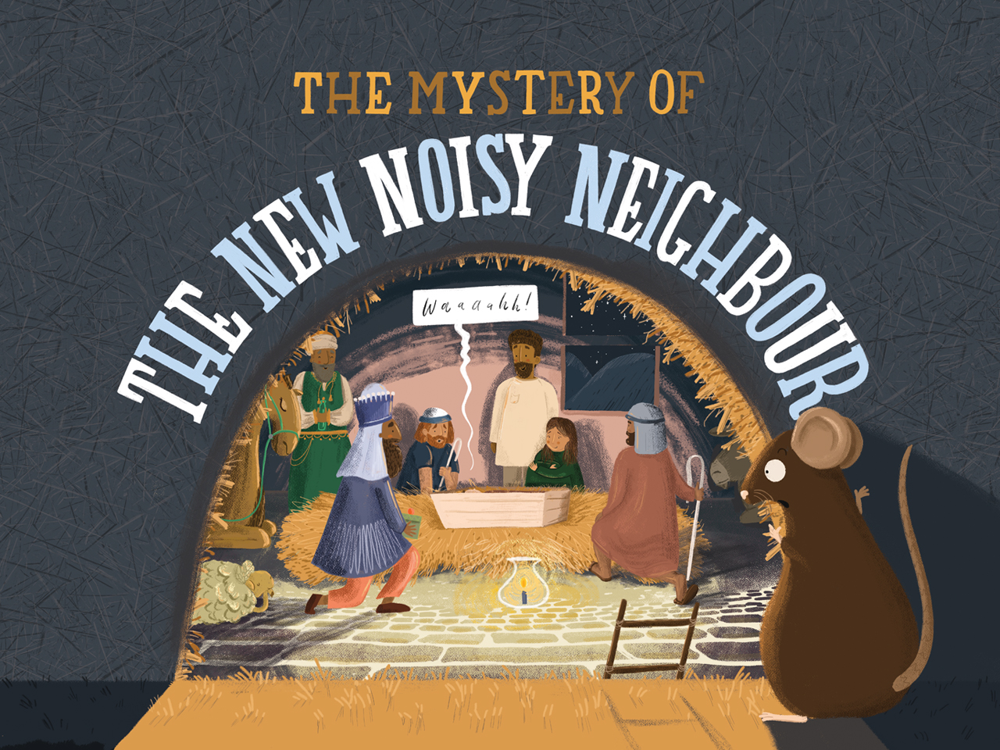 THE MYSTERY OF
THE NEW NOISY NEIGHBOUR
Waaaahh!